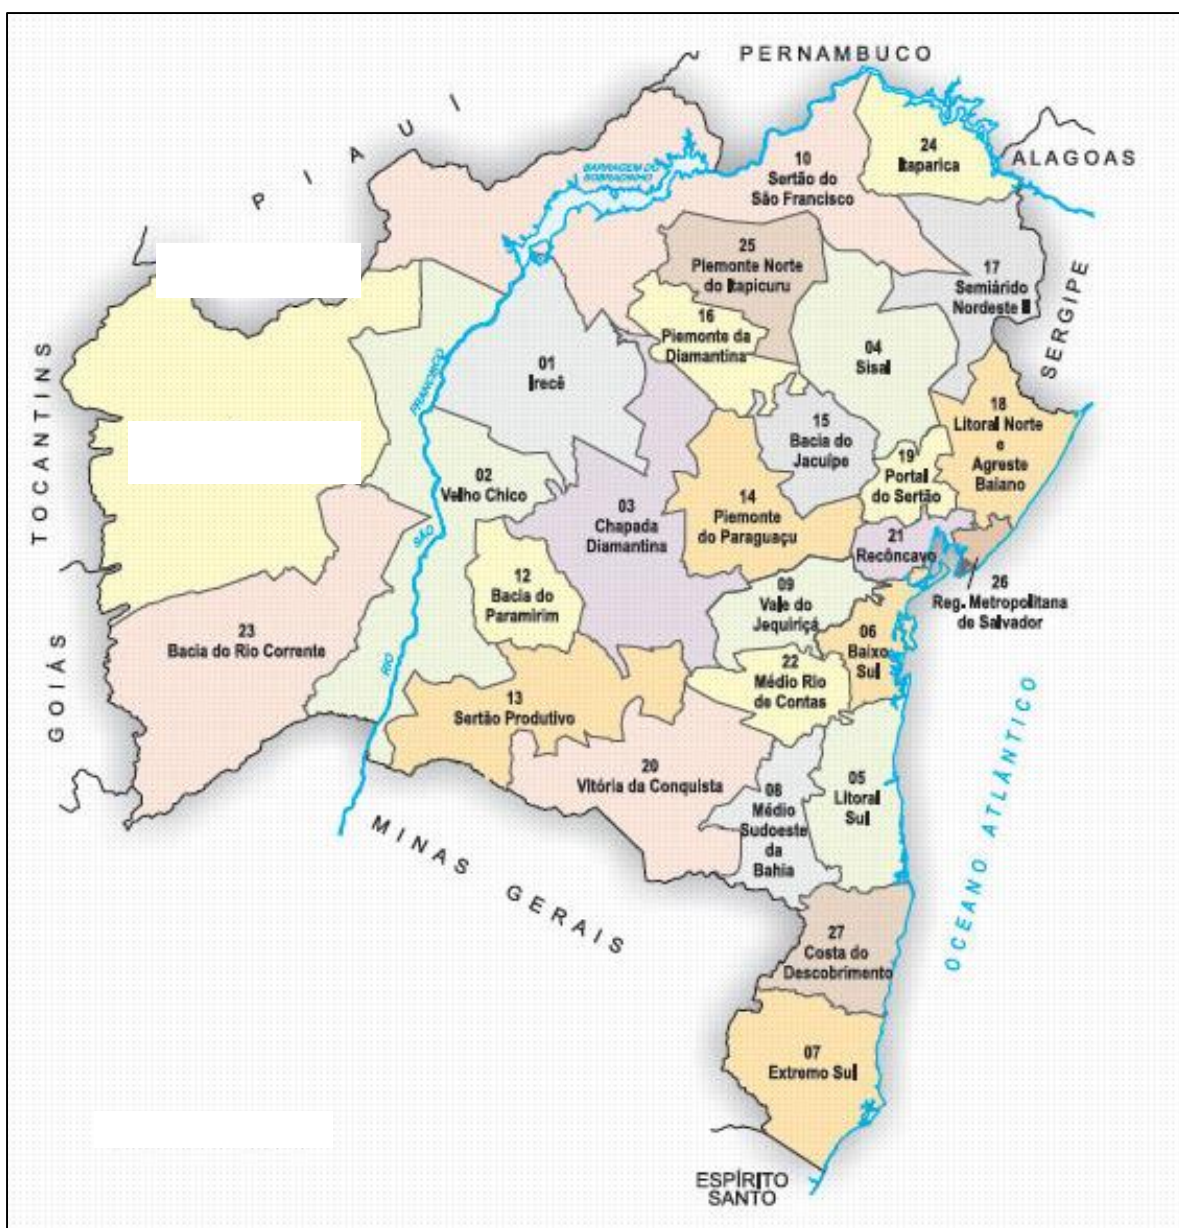 PERNAMBUCO
PIAUI
ALAGOAS
SERGIPE
TOCANTINS
GOIÁS
MINAS GERAIS
ESPÍRITO
SANTO
OCEANO ATLÂNTICO
BARRAGEM DO
SOBRADINHO
RIO
SÃO
FRANCISCO
24
Itaparica
10
Sertão do
São Francisco
25
Piemonte Norte
do Itapicuru
17
Semiárido
Nordeste II
16
Piemonte da
Diamantina
04
Sisal
01
Irecê
18
Litoral Norte
e
Agreste
Baiano
15
Bacia do
Jacuípe
19
Portal
do Sertão
02
Velho Chico
03
Chapada
Diamantina
14
Piemonte
do Paraguaçu
21
Recôncavo
26
Reg. Metropolitana
de Salvador
12
Bacia do
Paramirim
09
Vale do
Jequiriçá
06
Baixo
Sul
23
Bacia do Rio Corrente
22
Médio Rio
de Contas
13
Sertão Produtivo
20
Vitória da Conquista
08
Médio
Sudoeste
da
Bahia
05
Litoral
Sul
27
Costa do
Descobrimento
07
Extremo Sul